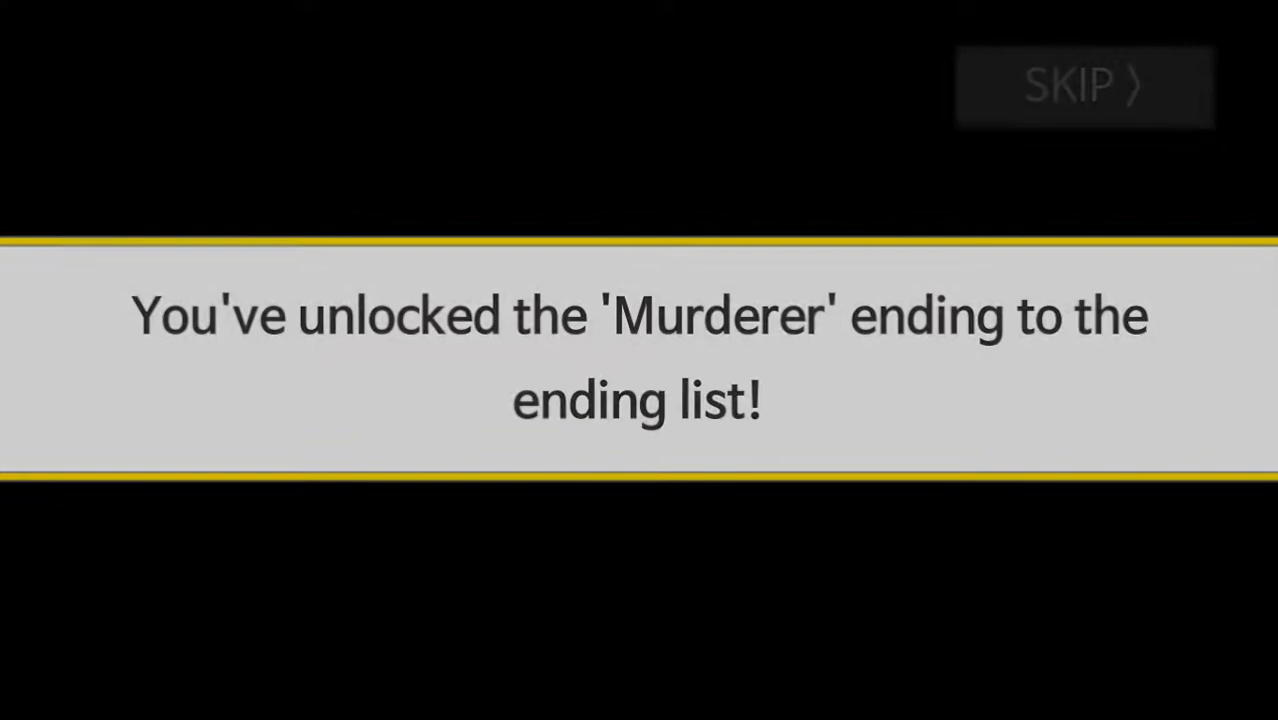 SKIP 〉
You've unlocked the 'Murderer' ending to the
ending list!